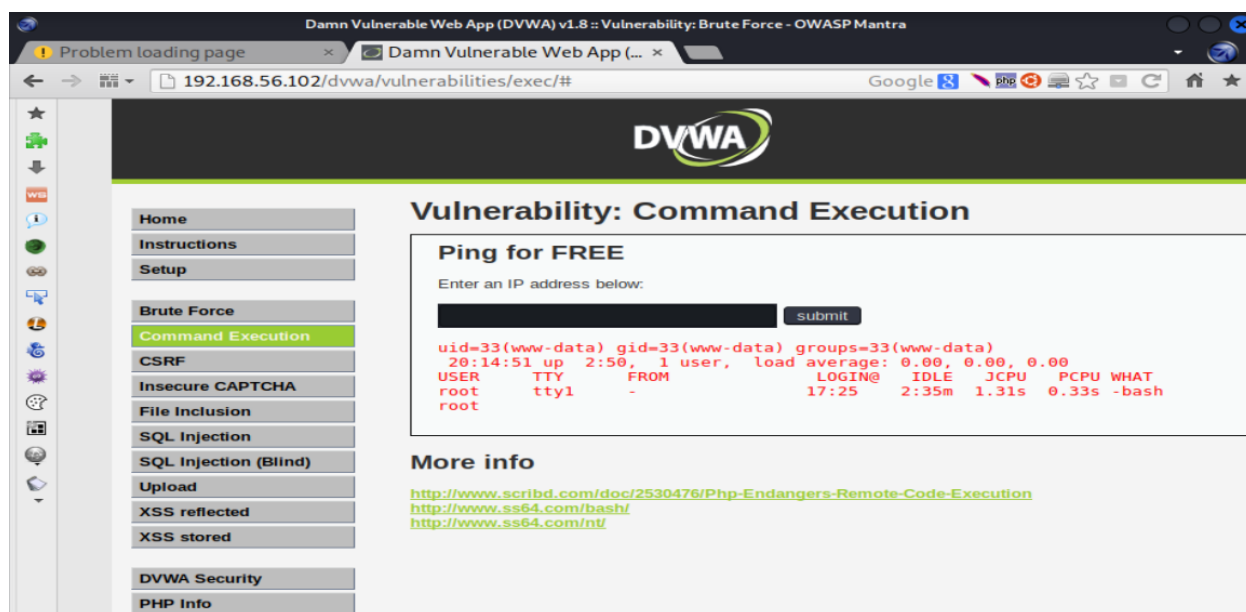 Damn Vulnerable Web App (DVWA) v1.8 :: Vulnerability: Brute Force - OWASP Mantra
Problem loading page
Damn Vulnerable Web App (...
192.168.56.102/dvwa/vulnerabilities/exec/#
Google
php
WS
DVWA
Home
Instructions
Setup
Brute Force
Command Execution
CSRF
Insecure CAPTCHA
File Inclusion
SQL Injection
SQL Injection (Blind)
Upload
XSS reflected
XSS stored
DVWA Security
PHP Info
Vulnerability: Command Execution
Ping for FREE
Enter an IP address below:
submit
uid=33(www-data) gid=33(www-data) groups=33(www-data)
20:14:51 up 2:50, 1 user, load average: 0.00, 0.00, 0.00
USER TTY FROM LOGIN@ IDLE JCPU PCPU WHAT
root tty1 - 17:25 2:35m 1.31s 0.33s -bash
root
More info
http://www.scribd.com/doc/2530476/Php-Endangers-Remote-Code-Execution
http://www.ss64.com/bash/
http://www.ss64.com/nt/